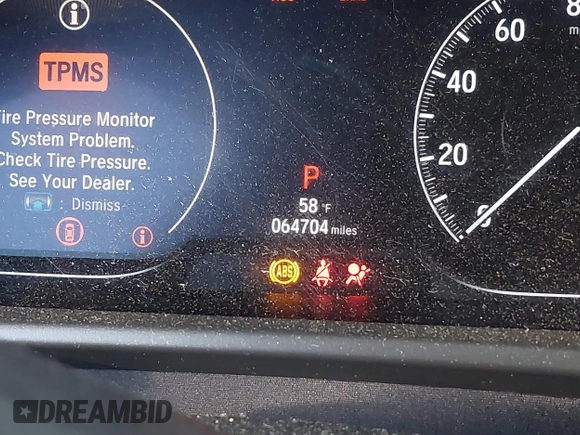 i
TPMS
Tire Pressure Monitor
System Problem.
Check Tire Pressure.
See Your Dealer.
: Dismiss
i
P
58 °F
064704 miles
ABS
60
40
20
0
DREAMBID